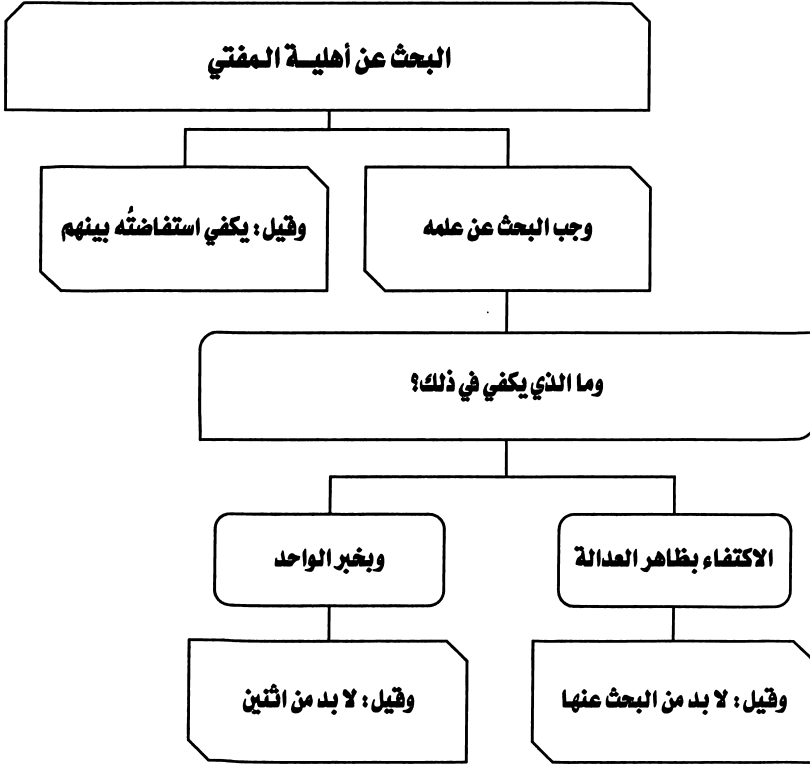 البحث عن أهلية المفتي
وجب البحث عن علمه
وقيل: يكفي استفاضتُه بينهم
وما الذي يكفي في ذلك؟
الاكتفاء بظاهر العدالة
وبخبر الواحد
وقيل: لا بد من البحث عنها
وقيل: لا بد من اثنين